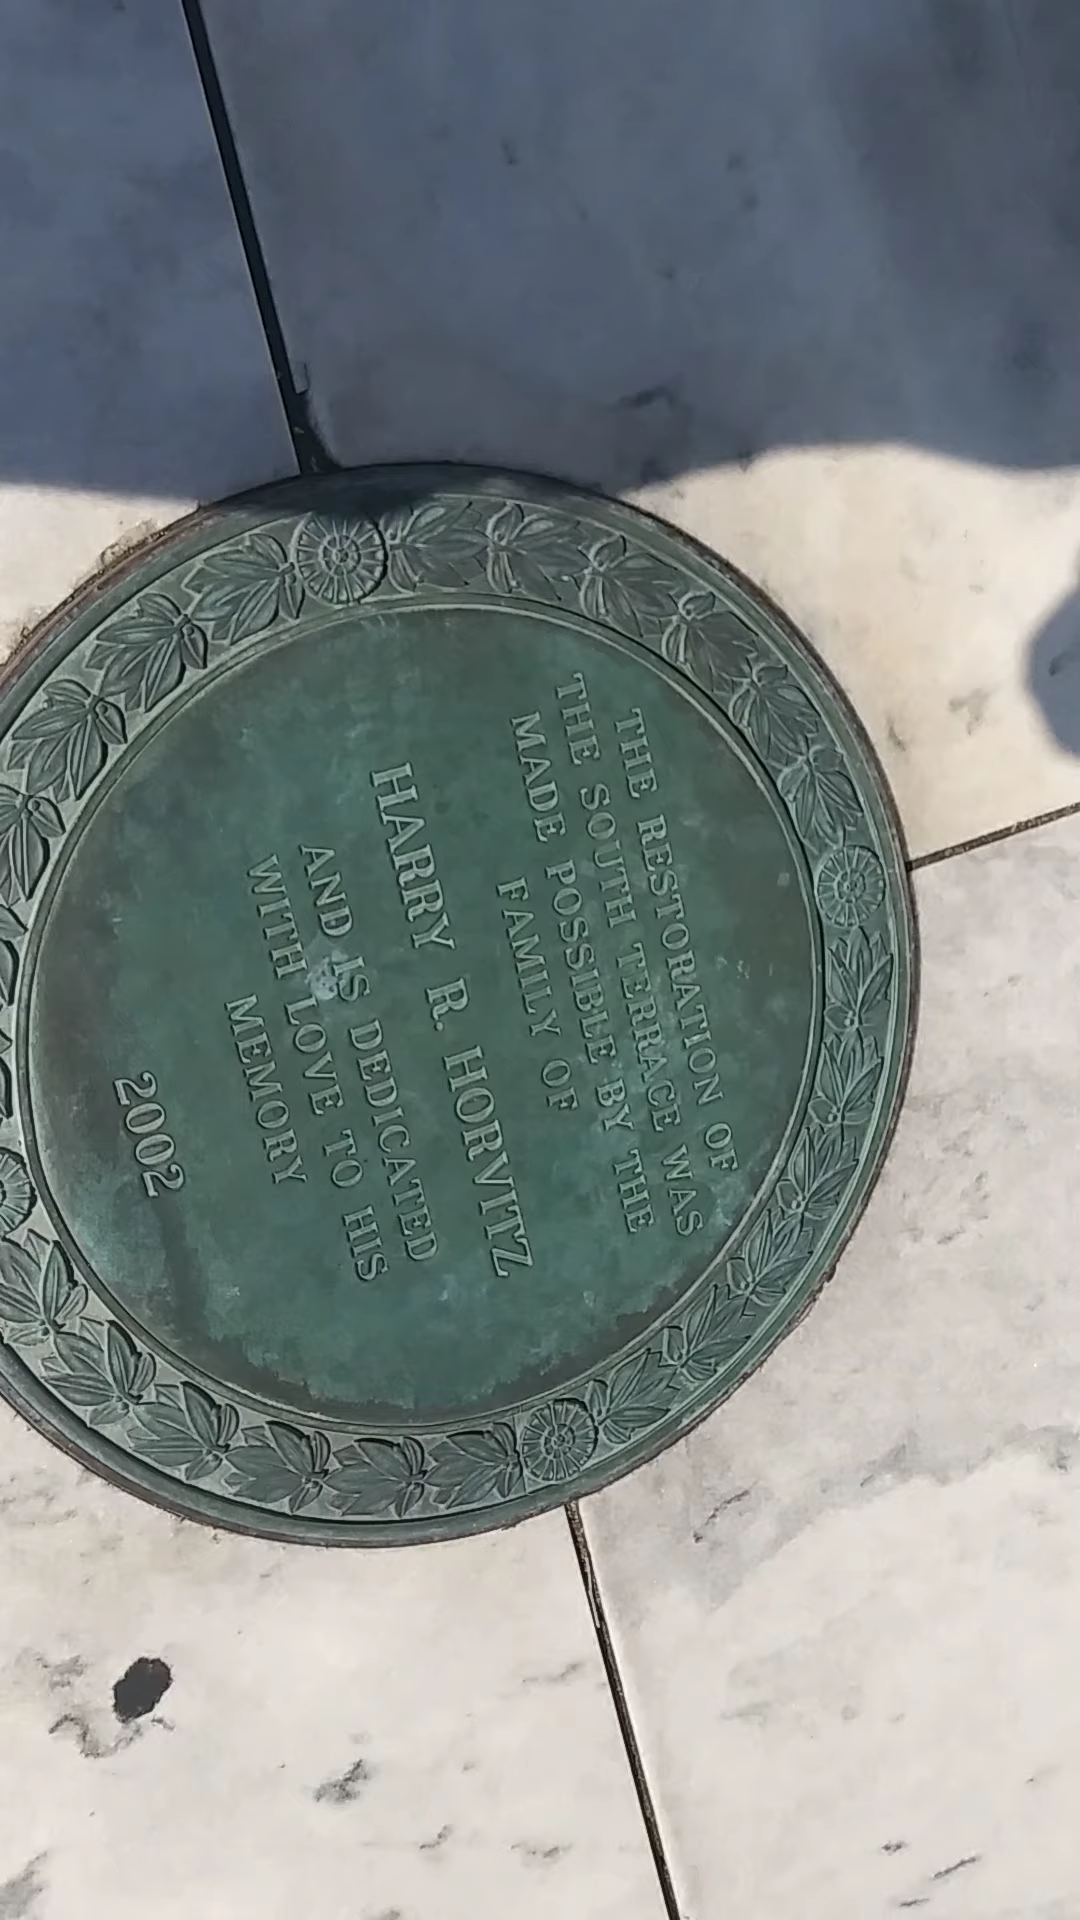 THE RESTORATION OF
THE SOUTH TERRACE WAS
MADE POSSIBLE BY THE
FAMILY OF
HARRY R. HORVITZ
AND IS DEDICATED
WITH LOVE TO HIS
MEMORY
2002